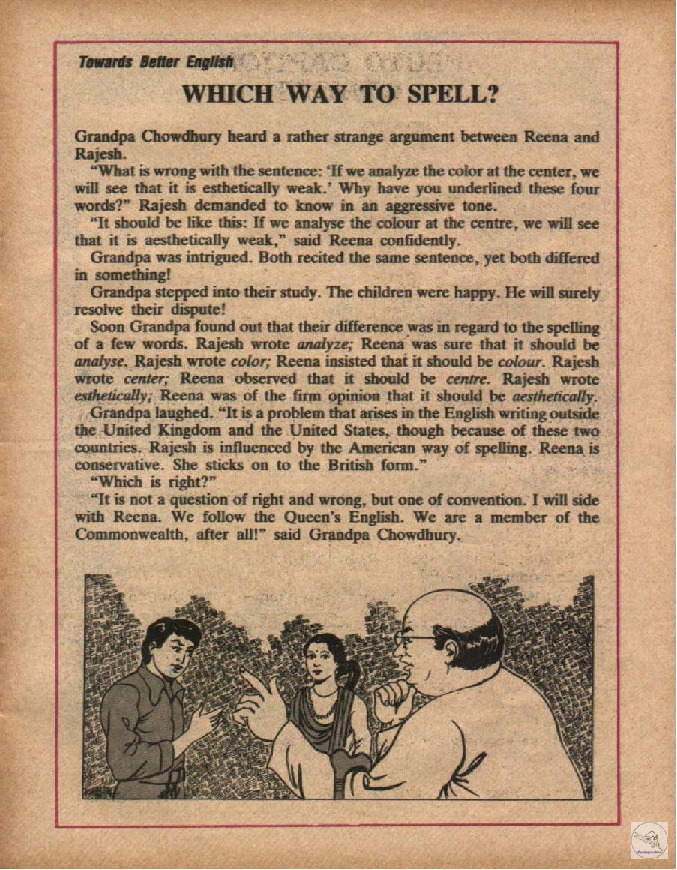 Towards Better English
WHICH WAY TO SPELL?
Grandpa Chowdhury heard a rather strange argument between Reena and
Rajesh.
“What is wrong with the sentence: ‘If we analyze the color at the center, we
will see that it is esthetically weak.’ Why have you underlined these four
words?” Rajesh demanded to know in an aggressive tone.
“It should be like this: If we analyse the colour at the centre, we will see
that it is aesthetically weak,” said Reena confidently.
Grandpa was intrigued. Both recited the same sentence, yet both differed
in something!
Grandpa stepped into their study. The children were happy. He will surely
resolve their dispute!
Soon Grandpa found out that their difference was in regard to the spelling
of a few words. Rajesh wrote analyze; Reena was sure that it should be
analyse. Rajesh wrote color; Reena insisted that it should be colour. Rajesh
wrote center; Reena observed that it should be centre. Rajesh wrote
esthetically; Reena was of the firm opinion that it should be aesthetically.
Grandpa laughed. “It is a problem that arises in the English writing outside
the United Kingdom and the United States, though because of these two
countries. Rajesh is influenced by the American way of spelling. Reena is
conservative. She sticks on to the British form.”
“Which is right?”
“It is not a question of right and wrong, but one of convention. I will side
with Reena. We follow the Queen’s English. We are a member of the
Commonwealth, after all!” said Grandpa Chowdhury.